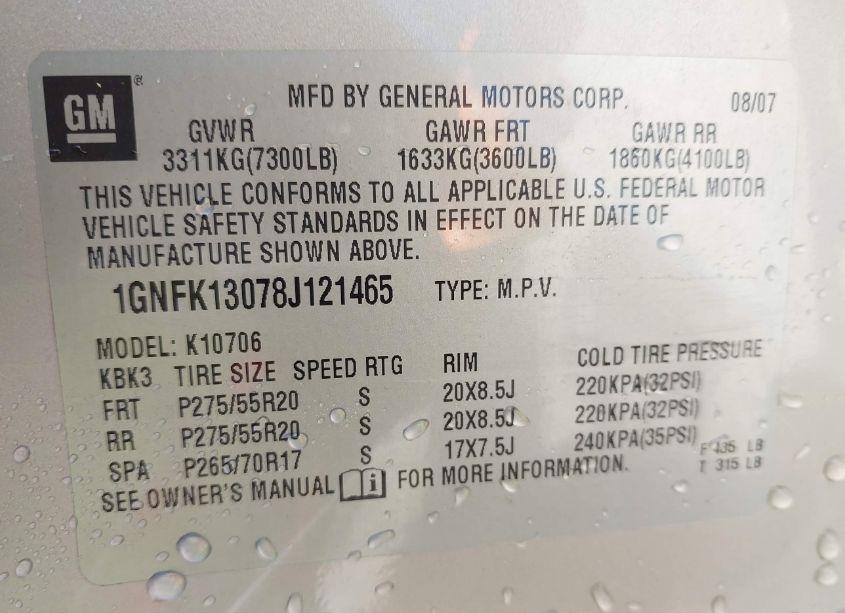 GM ®
MFD BY GENERAL MOTORS CORP. 08/07
GVWR GAWR FRT GAWR RR
3311KG(7300LB) 1633KG(3600LB) 1860KG(4100LB)
THIS VEHICLE CONFORMS TO ALL APPLICABLE U.S. FEDERAL MOTOR
VEHICLE SAFETY STANDARDS IN EFFECT ON THE DATE OF
MANUFACTURE SHOWN ABOVE.
1GNFK13078J121465 TYPE: M.P.V.
MODEL: K10706
KBK3 TIRE SIZE SPEED RTG RIM COLD TIRE PRESSURE
FRT P275/55R20 S 20X8.5J 220KPA(32PSI)
RR P275/55R20 S 20X8.5J 220KPA(32PSI)
SPA P265/70R17 S 17X7.5J 240KPA(35PSI)
F 435 LB
T 315 LB
SEE OWNER'S MANUAL FOR MORE INFORMATION.